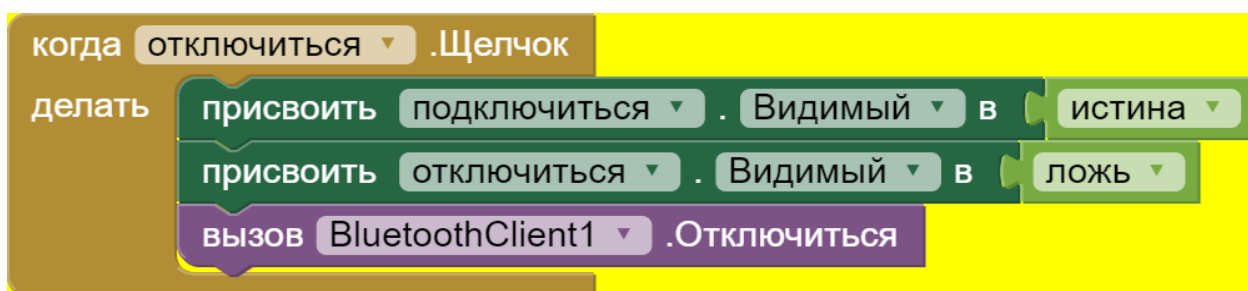 когда отключиться .Щелчок
делать присвоить подключиться . Видимый в истина
присвоить отключиться . Видимый в ложь
вызов BluetoothClient1 .Отключиться